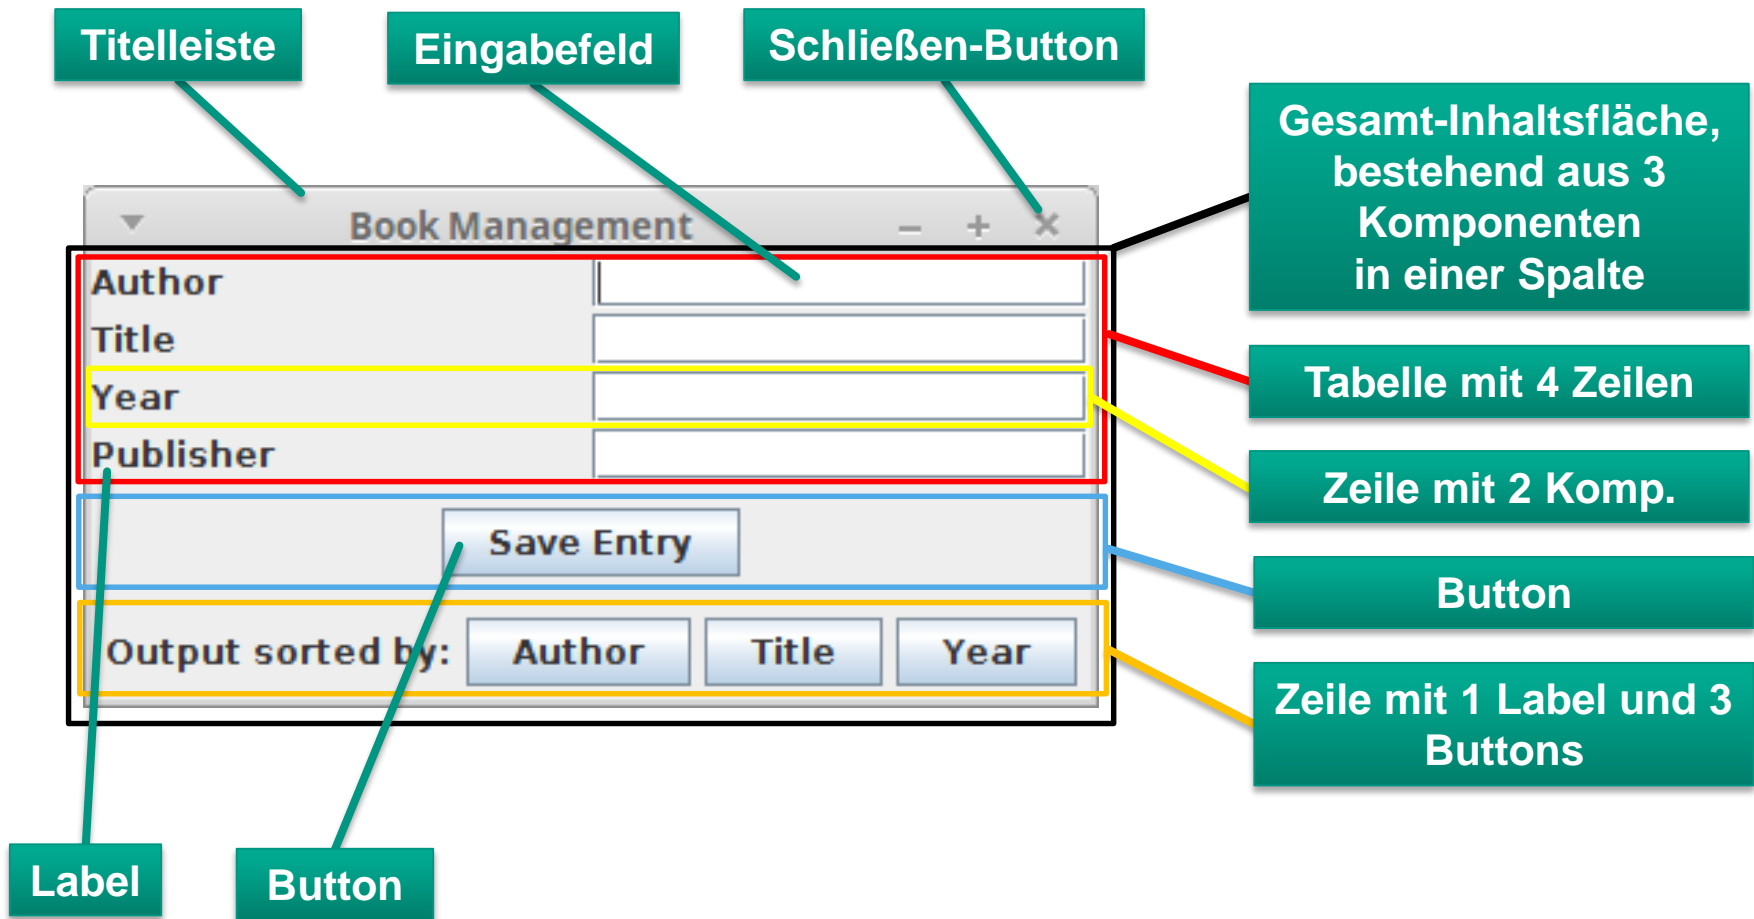 Titelleiste
Eingabefeld
Schließen-Button
Gesamt-Inhaltsfläche,
bestehend aus 3
Komponenten
in einer Spalte
Book Management
Author
Title
Tabelle mit 4 Zeilen
Year
Publisher
Zeile mit 2 Komp.
Save Entry
Button
Output sorted by: Author Title Year
Zeile mit 1 Label und 3
Buttons
Label
Button